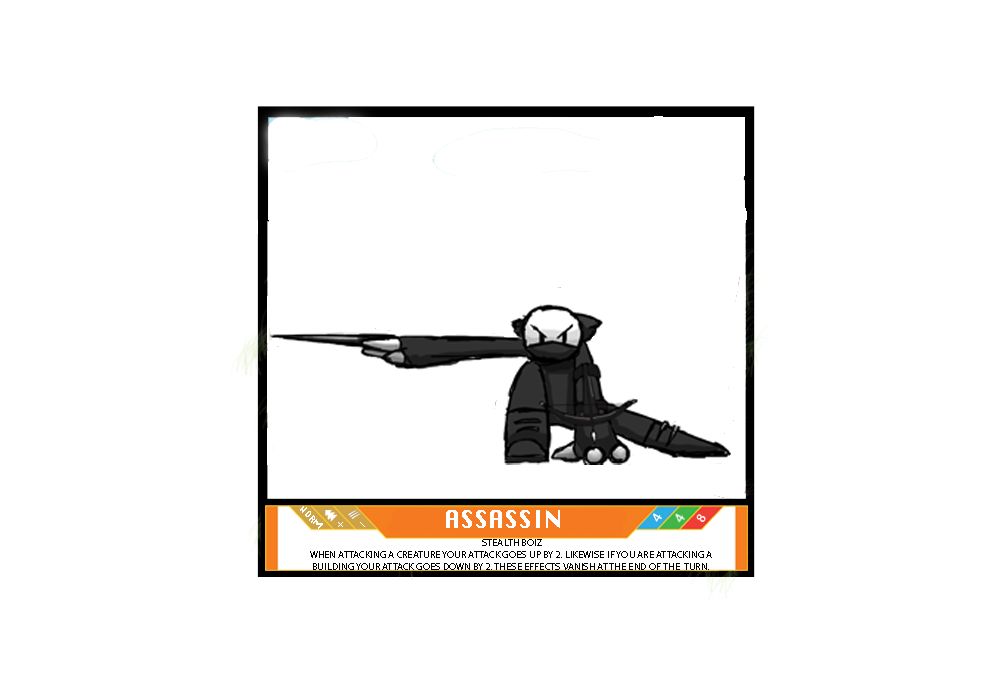 WORM
+
-
ASSASSIN
4 4 8
STEALTH BOIZ
WHEN ATTACKING A CREATURE YOUR ATTACK GOES UP BY 2. LIKEWISE IF YOU ARE ATTACKING A
BUILDING YOUR ATTACK GOES DOWN BY 2. THESE EFFECTS VANISH AT THE END OF THE TURN.